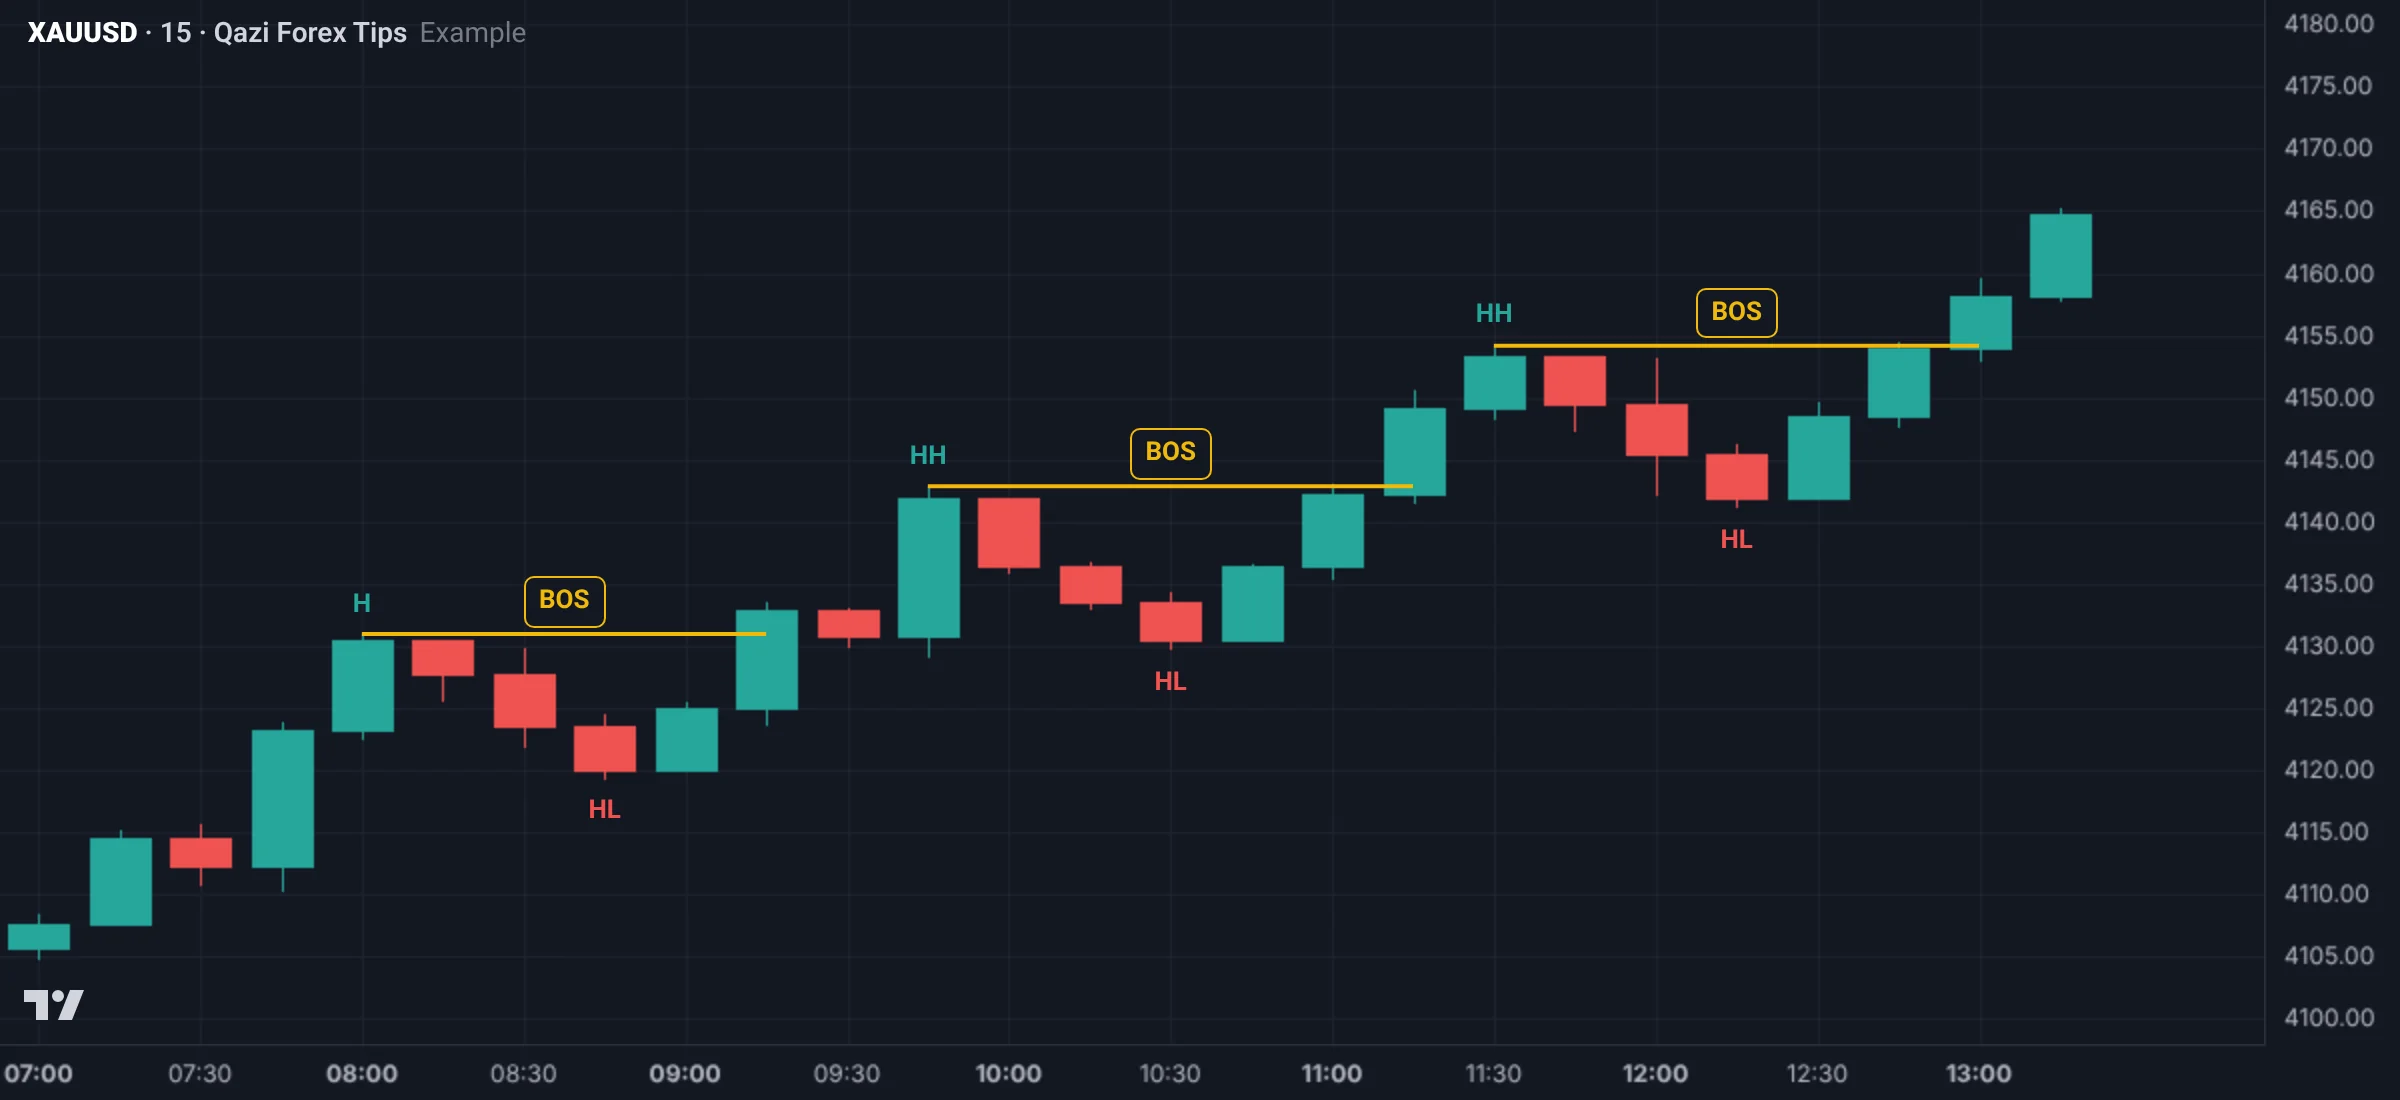 XAUUSD · 15 · Qazi Forex Tips Example
4180.00
4175.00
4170.00
4165.00
4160.00
HH
BOS
4155.00
4150.00
HH
BOS
4145.00
HL
4140.00
H
BOS
4135.00
4130.00
HL
4125.00
4120.00
HL
4115.00
4110.00
4105.00
4100.00
07:00 07:30 08:00 08:30 09:00 09:30 10:00 10:30 11:00 11:30 12:00 12:30 13:00